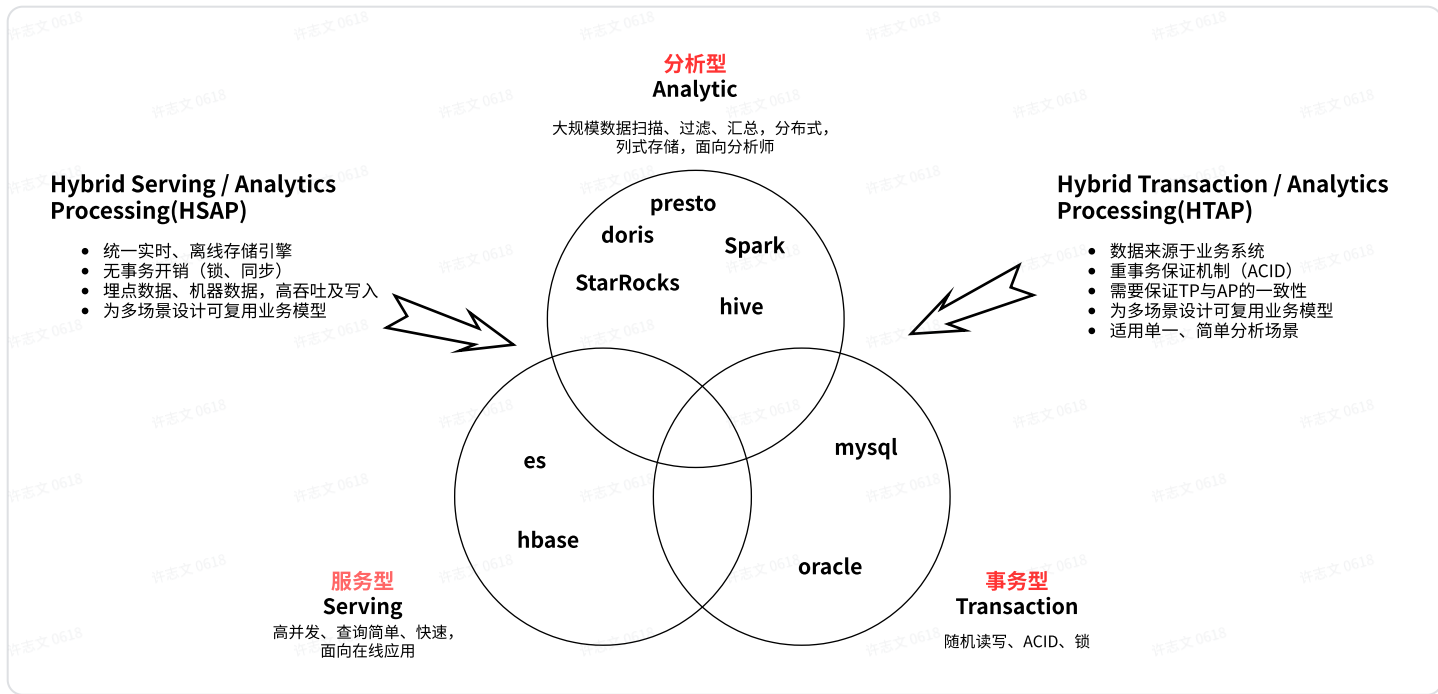 分析型
Analytic
大规模数据扫描、过滤、汇总，分布式，
列式存储，面向分析师
Hybrid Serving / Analytics
Processing(HSAP)
统一实时、离线存储引擎
无事务开销（锁、同步）
埋点数据、机器数据，高吞吐及写入
为多场景设计可复用业务模型
Hybrid Transaction / Analytics
Processing(HTAP)
数据来源于业务系统
重事务保证机制（ACID）
需要保证TP与AP的一致性
为多场景设计可复用业务模型
适用单一、简单分析场景
presto
doris
Spark
StarRocks
hive
es
hbase
mysql
oracle
服务型
Serving
高并发、查询简单、快速，
面向在线应用
事务型
Transaction
随机读写、ACID、锁
许志文 0618